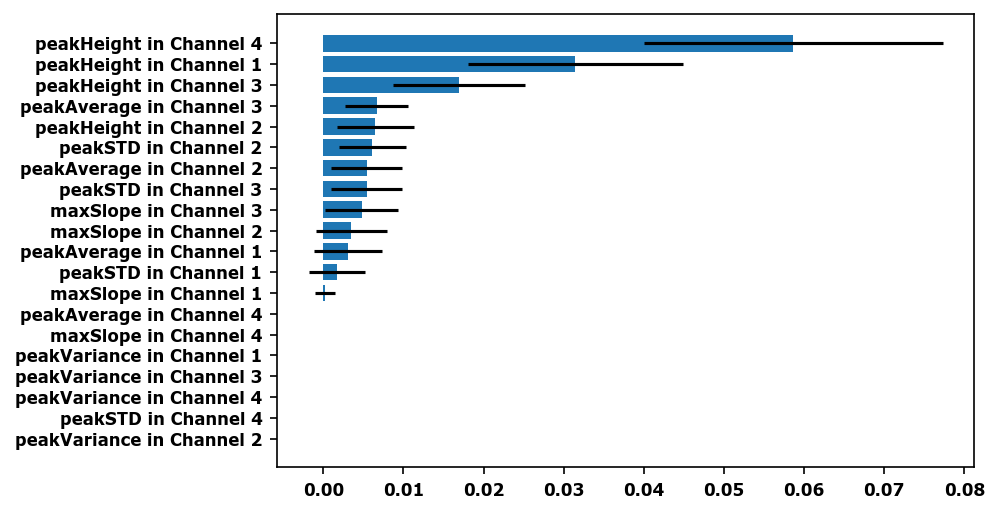 peakHeight in Channel 4
peakHeight in Channel 1
peakHeight in Channel 3
peakAverage in Channel 3
peakHeight in Channel 2
peakSTD in Channel 2
peakAverage in Channel 2
peakSTD in Channel 3
maxSlope in Channel 3
maxSlope in Channel 2
peakAverage in Channel 1
peakSTD in Channel 1
maxSlope in Channel 1
peakAverage in Channel 4
maxSlope in Channel 4
peakVariance in Channel 1
peakVariance in Channel 3
peakVariance in Channel 4
peakSTD in Channel 4
peakVariance in Channel 2
0.00 0.01 0.02 0.03 0.04 0.05 0.06 0.07 0.08